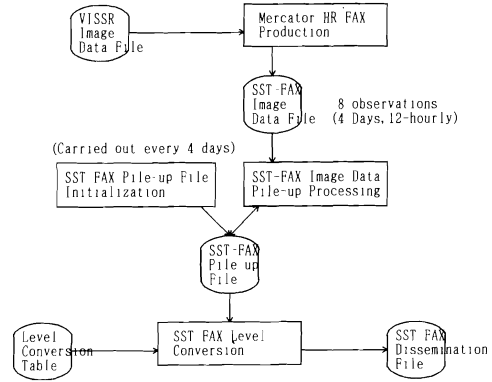 VISSR
Image
Data File
Mercator HR FAX
Production
SST-FAX
Image
Data File
8 observations
(4 Days, 12-hourly)
(Carried out every 4 days)
SST FAX Pile-up File
Initialization
SST-FAX Image Data
Pile-up Processing
SST-FAX
Pile up
File
Level
Conversion
Table
SST FAX Level
Conversion
SST FAX
Dissemination
File